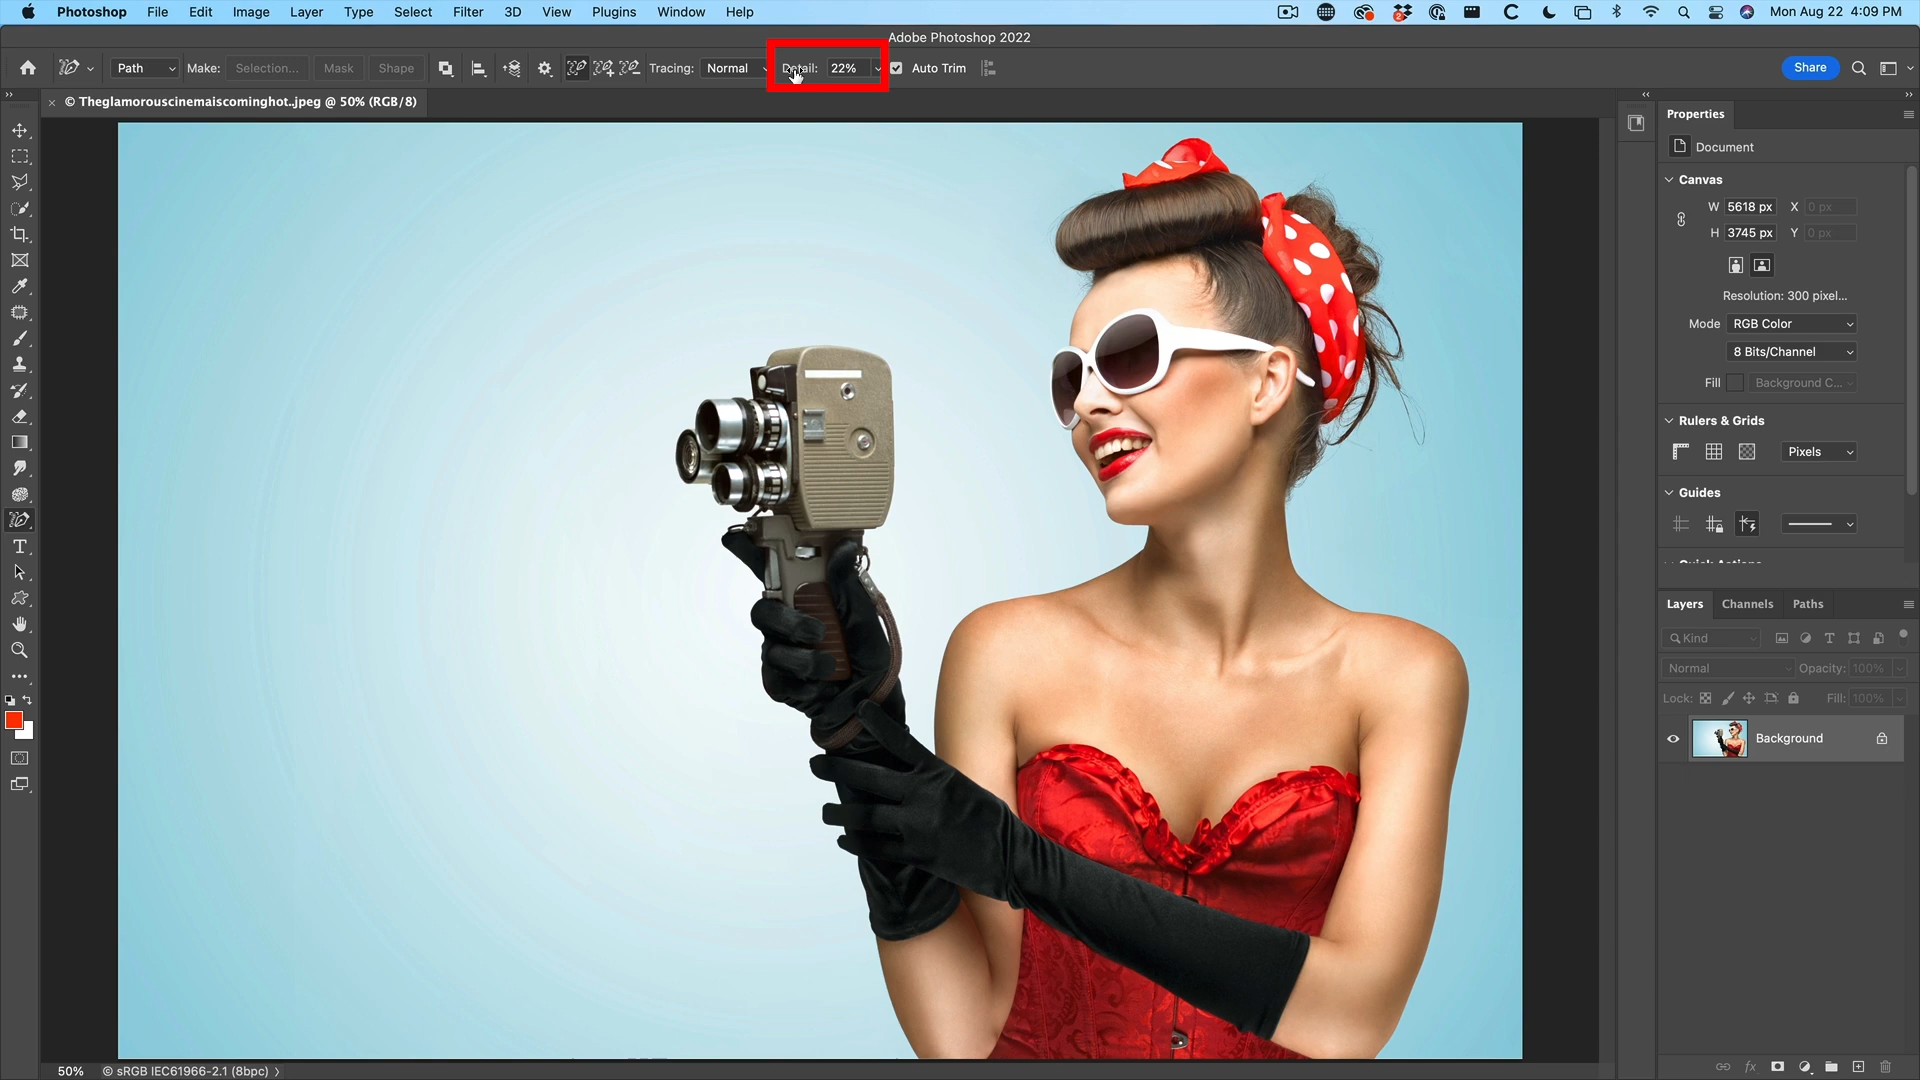 Photoshop File Edit Image Layer Type Select Filter 3D View Plugins Window Help Mon Aug 22 4:09 PM
Adobe Photoshop 2022
Path Make: Selection... Mask Shape Tracing: Normal Detail: 22% Auto Trim Share
© Theglamorouscinemaiscominghot..jpeg @ 50% (RGB/8)
Properties
Document
Canvas
W 5618 px X 0 px
H 3745 px Y 0 px
Resolution: 300 pixel...
Mode RGB Color
8 Bits/Channel
Fill Background C...
Rulers & Grids
Pixels
Guides
Quick Actions
Layers Channels Paths
Kind
Normal Opacity: 100%
Lock: Fill: 100%
Background
50% © sRGB IEC61966-2.1 (8bpc)